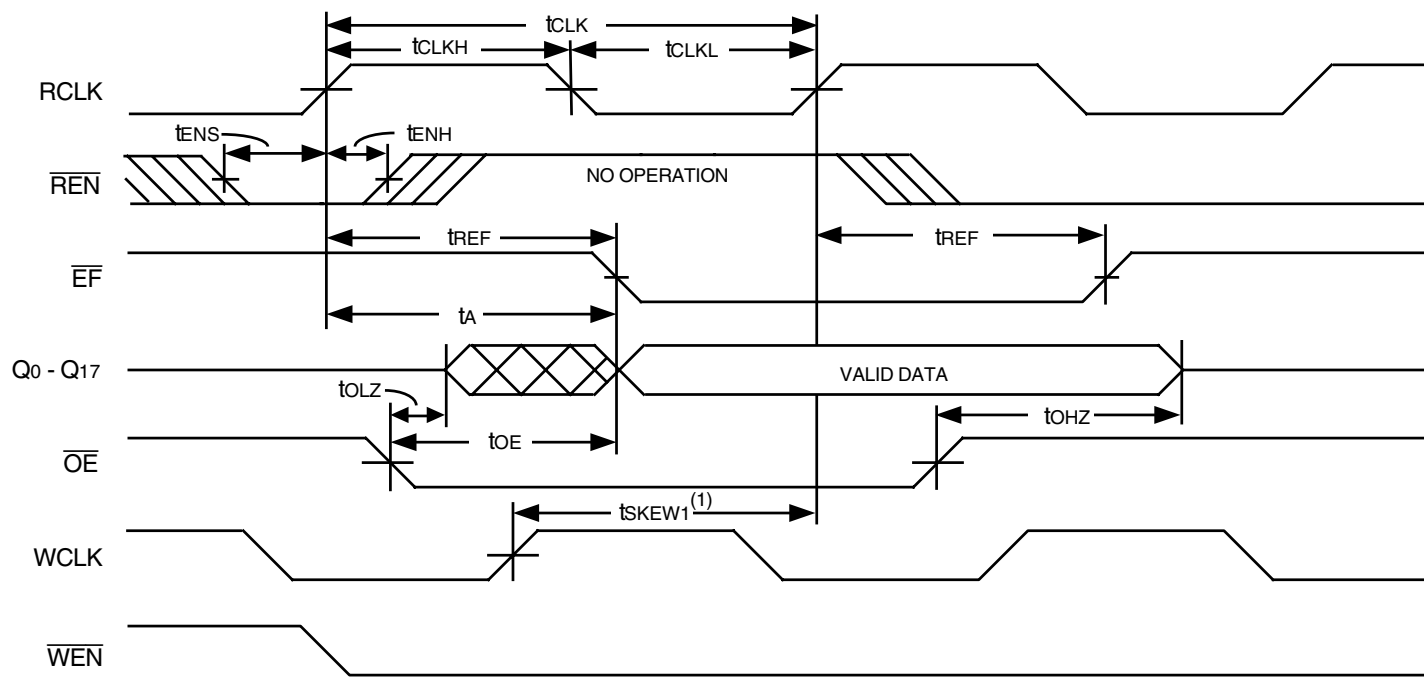 tCLK
tCLKH
tCLKL
RCLK
tENS
tENH
REN
NO OPERATION
tREF
tREF
EF
tA
Q0 - Q17
VALID DATA
tOLZ
tOE
tOHZ
OE
tSKEW1(1)
WCLK
WEN